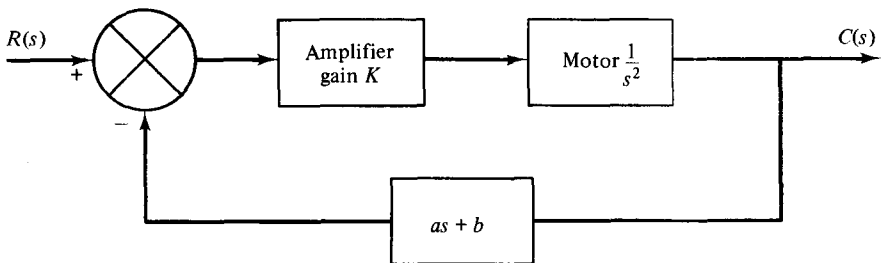 R(s)
C(s)
+
−
Amplifier
gain K
Motor 1/s²
as + b